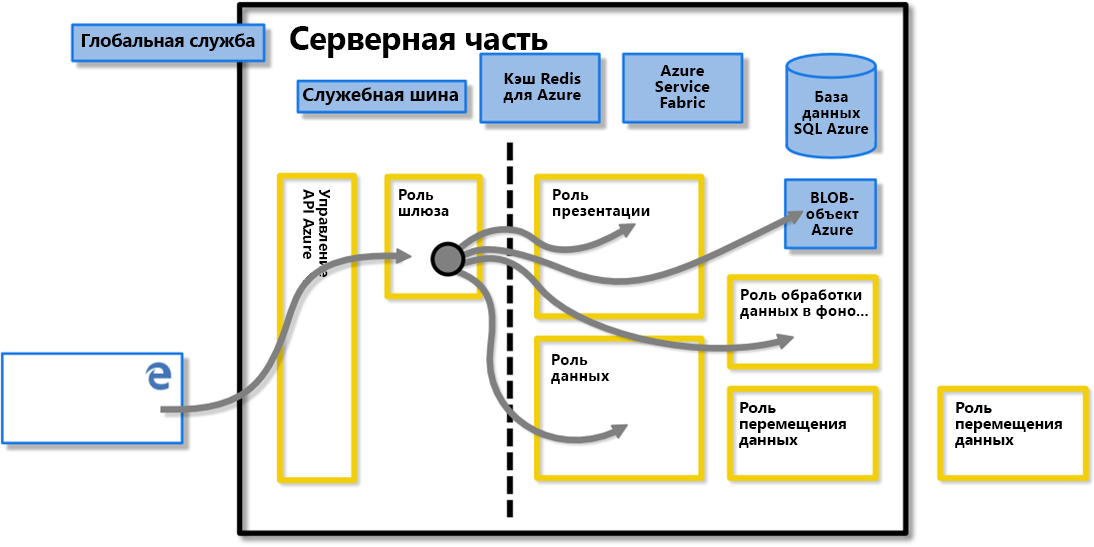 Глобальная служба
Серверная часть
Служебная шина
Кэш Redis
для Azure
Azure
Service
Fabric
База
данных
SQL Azure
Управление
API Azure
Роль
шлюза
Роль
презентации
BLOB-
объект
Azure
Роль обработки
данных в фоно...
Роль
данных
Роль
перемещения
данных
Роль
перемещения
данных